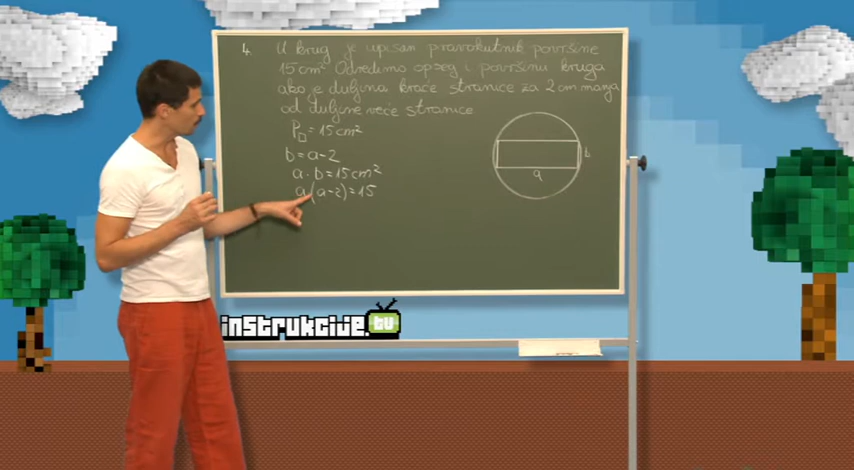 4. U krug je upisan pravokutnik površine
15 cm². Odredimo opseg i površinu kruga
ako je duljina kraće stranice za 2 cm manja
od duljine veće stranice
P□ = 15 cm²
b = a - 2
a · b = 15 cm²
a (a - 2) = 15
b
a
instrukcije.tv